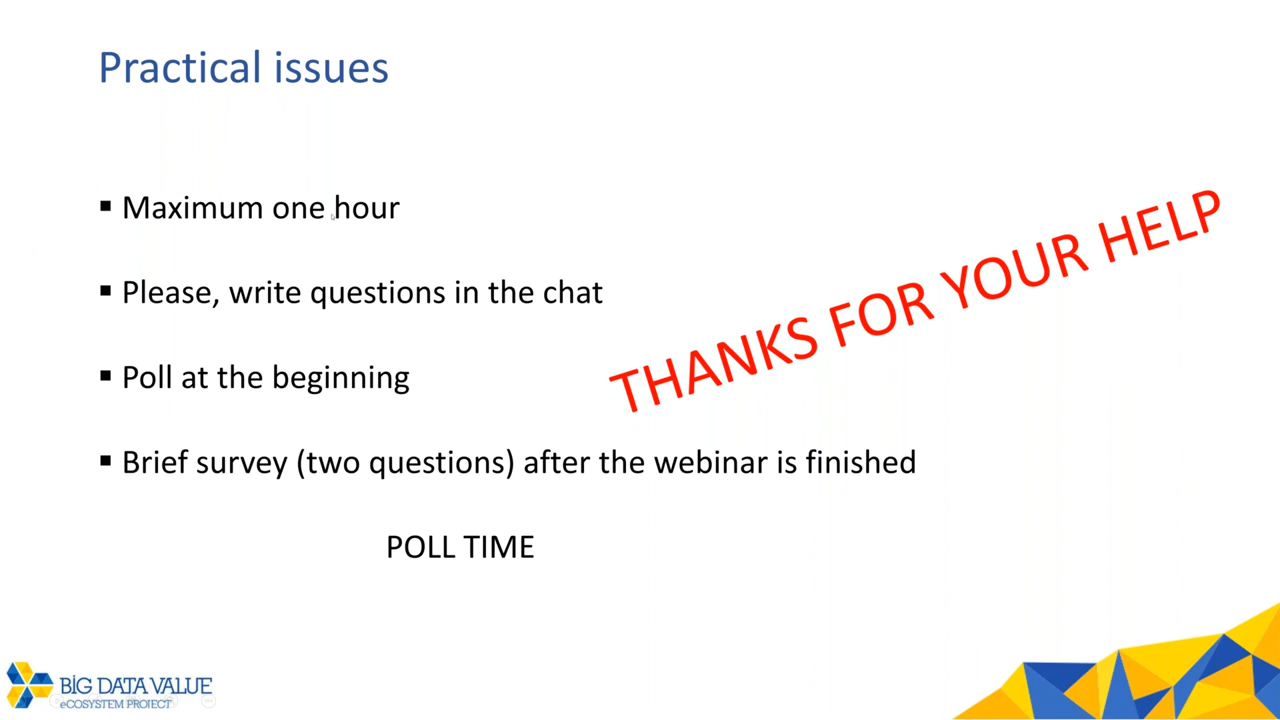 Practical issues
▪ Maximum one hour
▪ Please, write questions in the chat
▪ Poll at the beginning
▪ Brief survey (two questions) after the webinar is finished
THANKS FOR YOUR HELP
POLL TIME
BIG DATA VALUE
eCOSYSTEM PROJECT